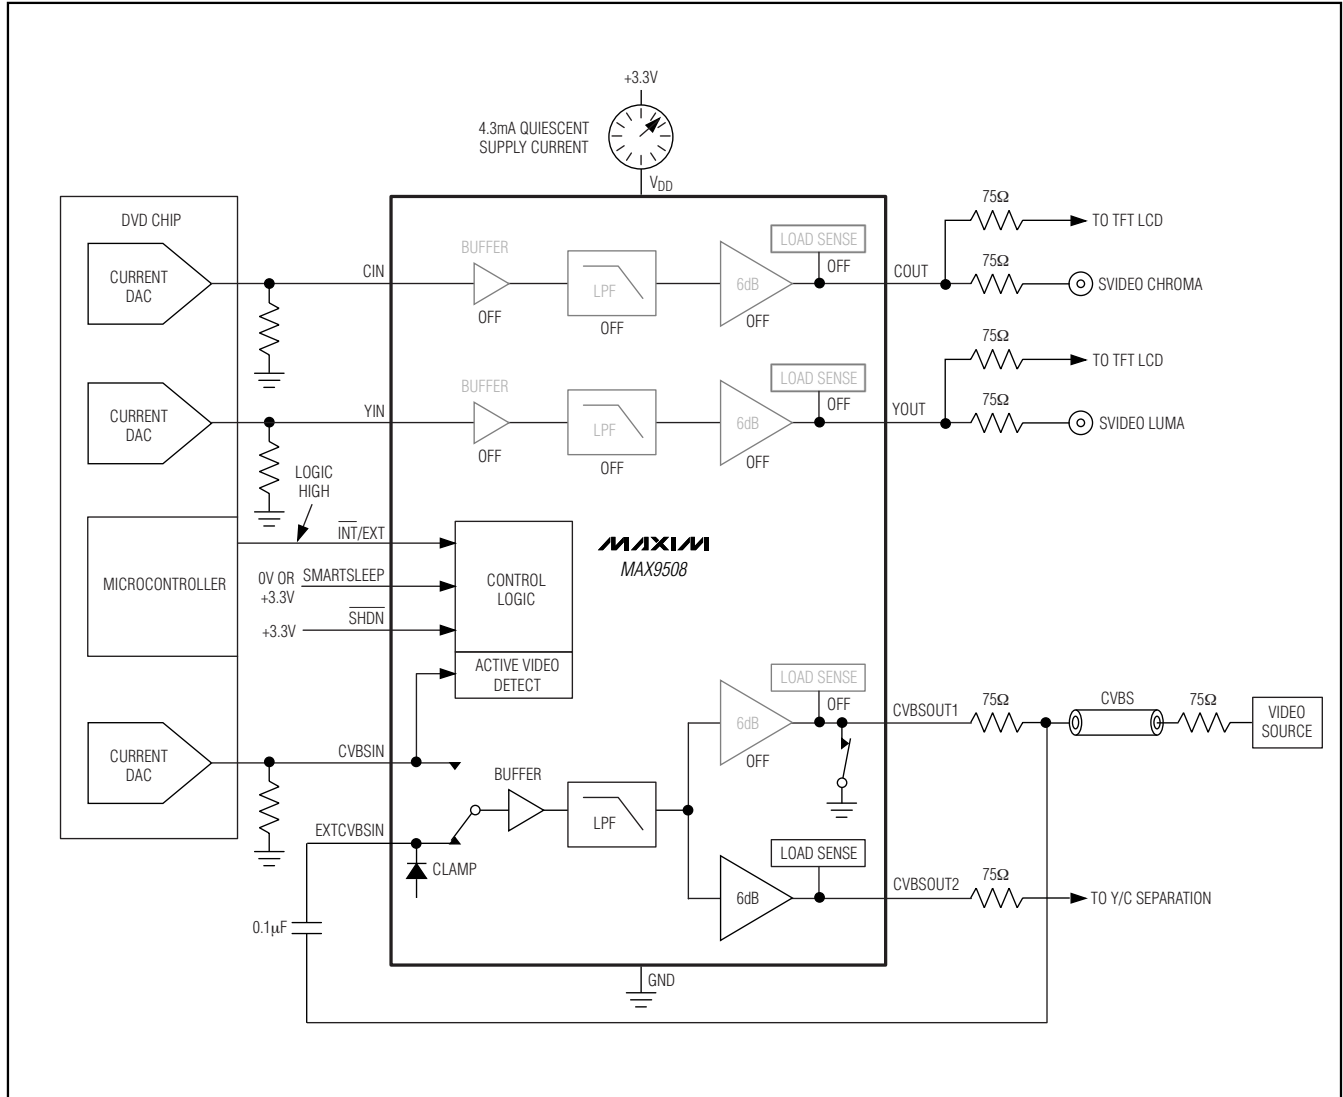 +3.3V
4.3mA QUIESCENT
SUPPLY CURRENT
VDD
DVD CHIP
CURRENT
DAC
CIN
BUFFER
OFF
LPF
OFF
6dB
OFF
LOAD SENSE
OFF
COUT
75Ω
TO TFT LCD
75Ω
SVIDEO CHROMA
CURRENT
DAC
YIN
BUFFER
OFF
LPF
OFF
6dB
OFF
LOAD SENSE
OFF
YOUT
75Ω
TO TFT LCD
75Ω
SVIDEO LUMA
LOGIC
HIGH
MICROCONTROLLER
INT/EXT
0V OR
+3.3V
SMARTSLEEP
+3.3V
SHDN
CONTROL
LOGIC
ACTIVE VIDEO
DETECT
MAXIM
MAX9508
CURRENT
DAC
CVBSIN
EXTCVBSIN
CLAMP
0.1µF
BUFFER
LPF
6dB
OFF
LOAD SENSE
OFF
CVBSOUT1
75Ω
CVBS
75Ω
VIDEO
SOURCE
6dB
LOAD SENSE
CVBSOUT2
75Ω
TO Y/C SEPARATION
GND